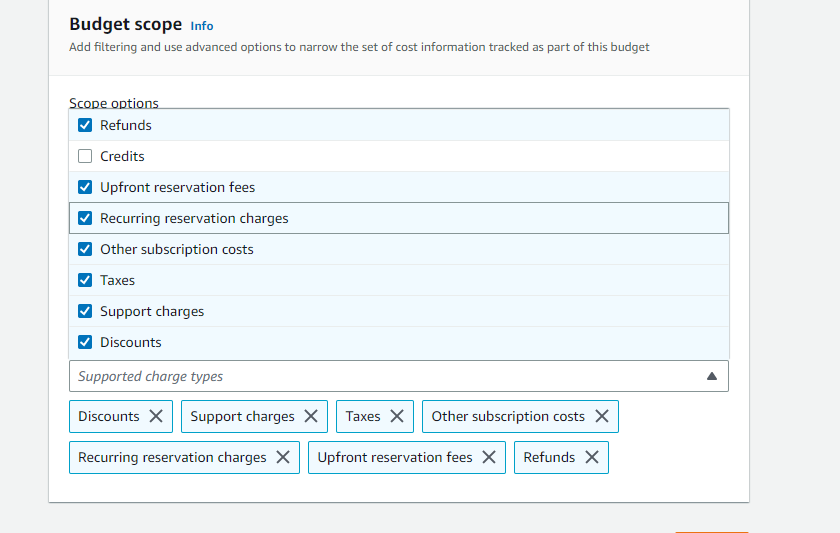 Budget scope Info
Add filtering and use advanced options to narrow the set of cost information tracked as part of this budget
Scope options
Refunds
Credits
Upfront reservation fees
Recurring reservation charges
Other subscription costs
Taxes
Support charges
Discounts
Supported charge types
Discounts Support charges Taxes Other subscription costs
Recurring reservation charges Upfront reservation fees Refunds